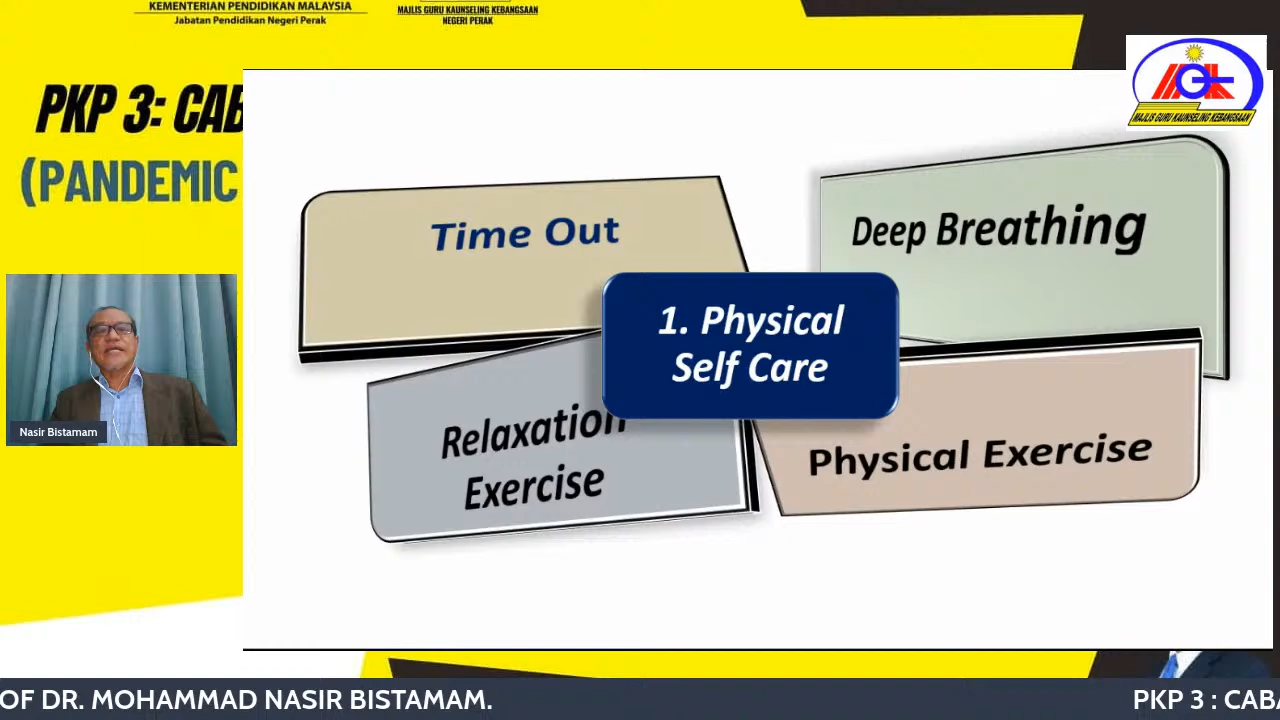 KEMENTERIAN PENDIDIKAN MALAYSIA
Jabatan Pendidikan Negeri Perak
MAJLIS GURU KAUNSELING KEBANGSAAN
NEGERI PERAK
PKP 3: CAB
(PANDEMIC
MAJLIS GURU KAUNSELING KEBANGSAAN
Time Out
Deep Breathing
1. Physical
Self Care
Relaxation
Exercise
Physical Exercise
Nasir Bistamam
OF DR. MOHAMMAD NASIR BISTAMAM.
PKP 3 : CABA